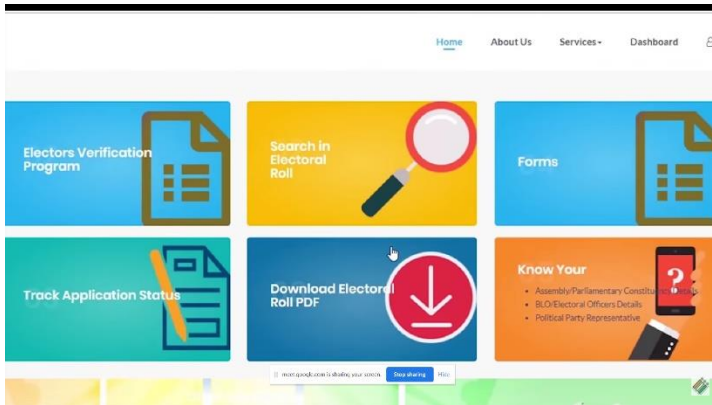 Home About Us Services Dashboard
Electors Verification
Program
Search in
Electoral
Roll
Forms
Track Application Status
Download Electoral
Roll PDF
Know Your
• Assembly/Parliamentary Constituency Details
• BLO/Electoral Officers Details
• Political Party Representative
?
meet.google.com is sharing your screen. Stop sharing Hide